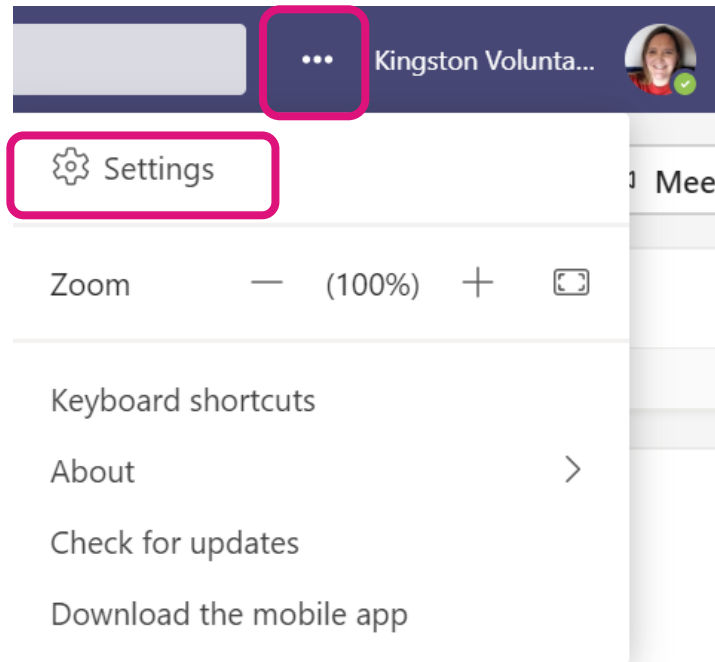 ... Kingston Volunta...
Settings
Mee
Zoom — (100%) +
Keyboard shortcuts
About >
Check for updates
Download the mobile app